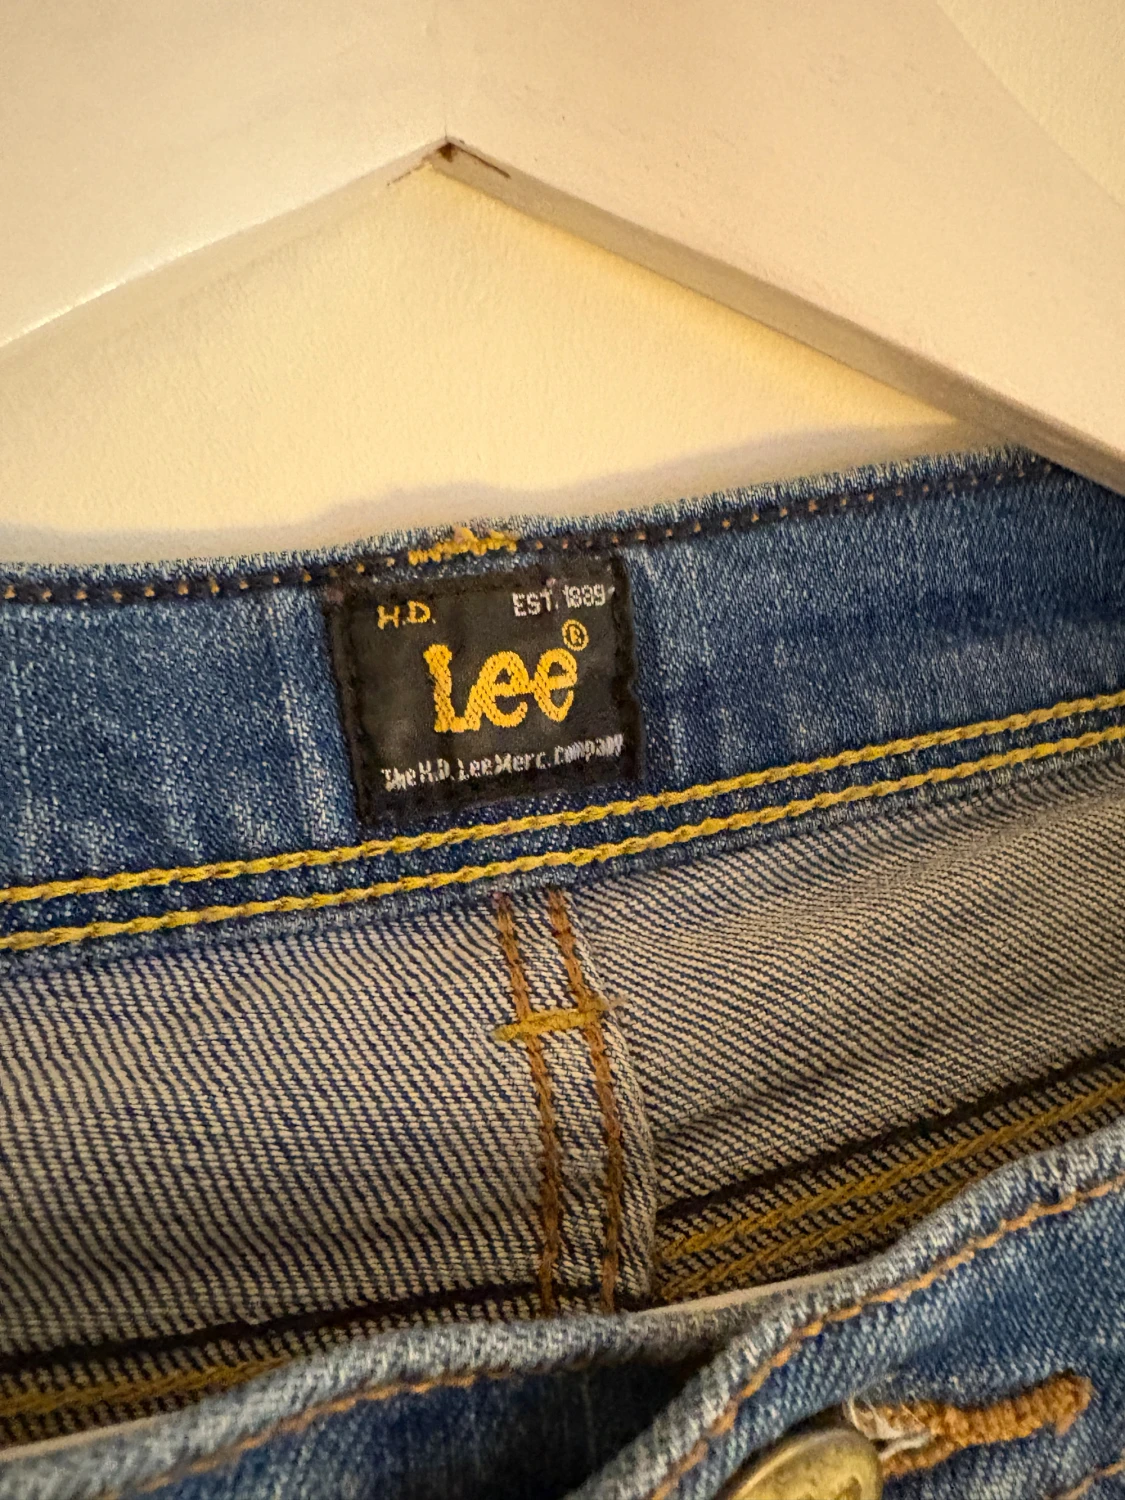 H.D. EST. 1889
Lee®
The H.D. Lee Merc. Company